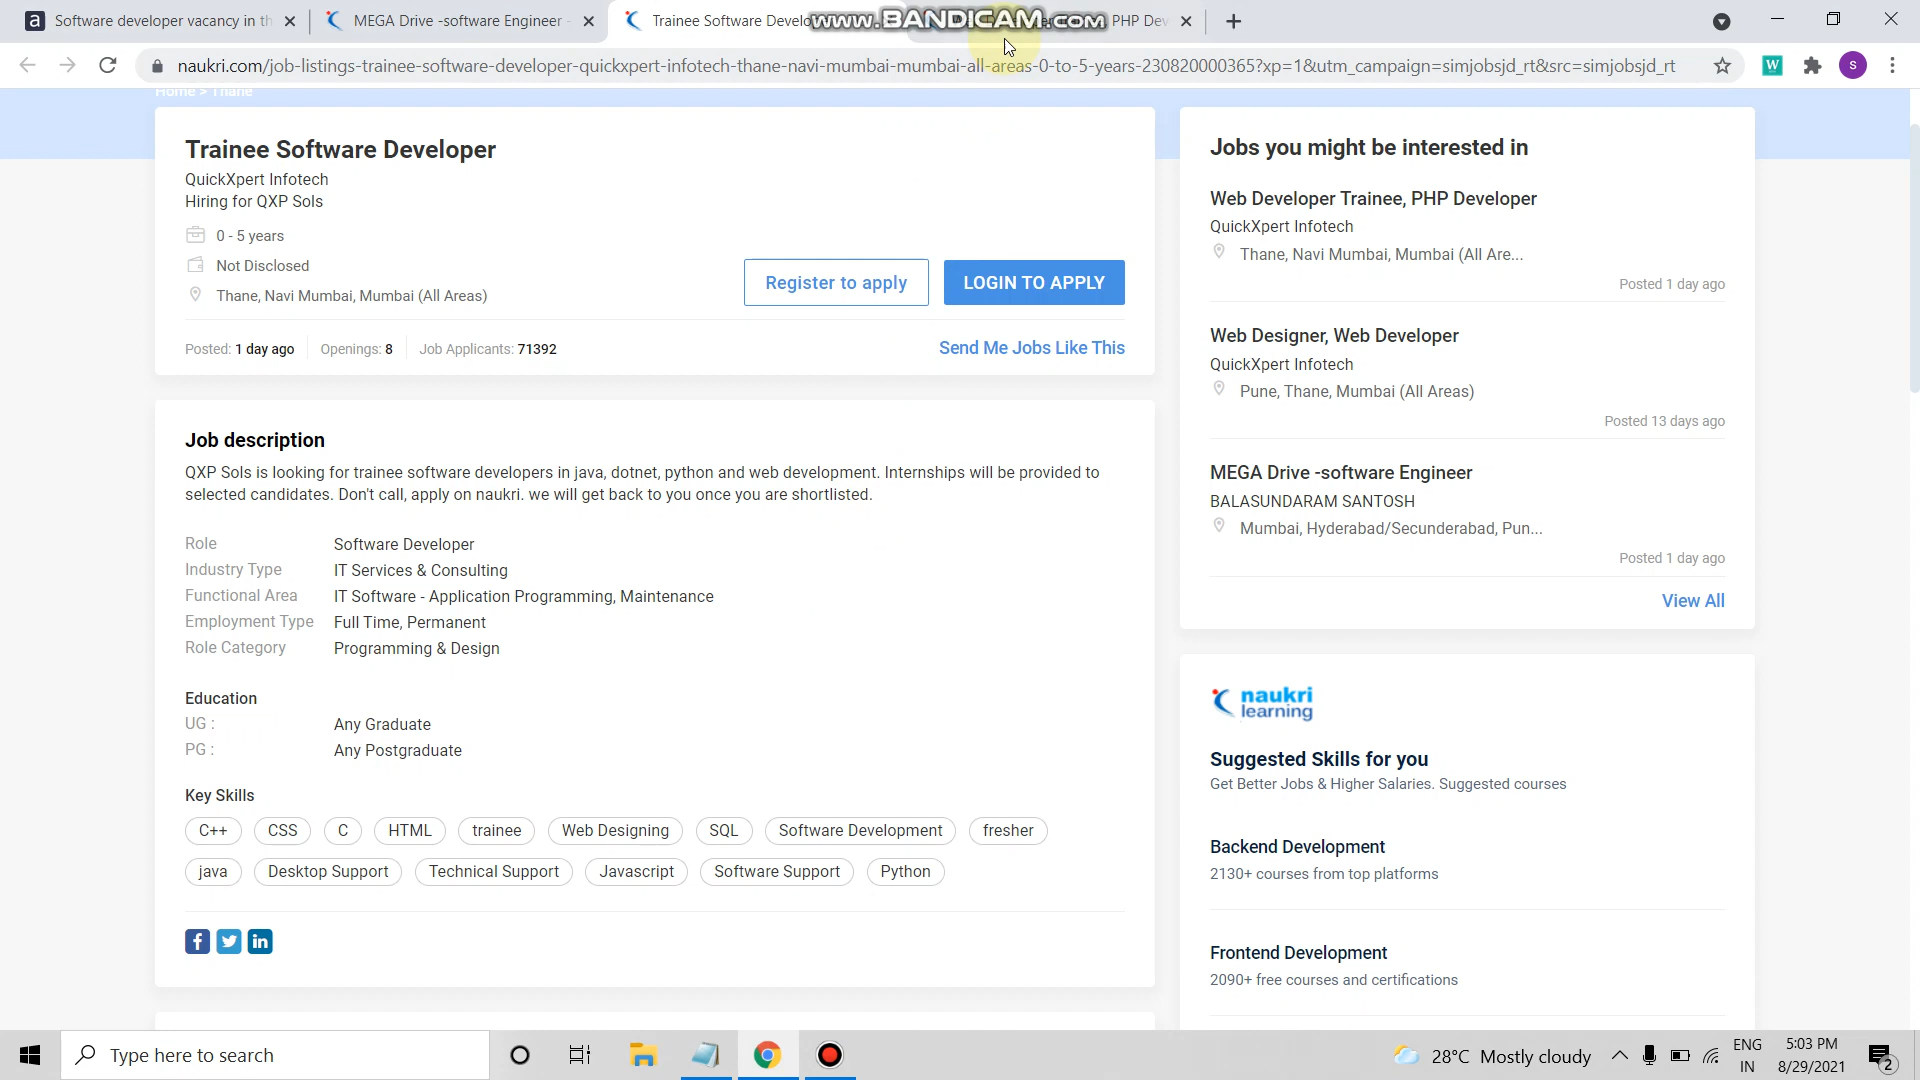 Software developer vacancy in th
MEGA Drive -software Engineer -
Trainee Software Develo
www.BANDICAM.com
PHP Dev
naukri.com/job-listings-trainee-software-developer-quickxpert-infotech-thane-navi-mumbai-mumbai-all-areas-0-to-5-years-230820000365?xp=1&utm_campaign=simjobsjd_rt&src=simjobsjd_rt
W
s
Home > Thane
Trainee Software Developer
QuickXpert Infotech
Hiring for QXP Sols
0 - 5 years
Not Disclosed
Thane, Navi Mumbai, Mumbai (All Areas)
Register to apply
LOGIN TO APPLY
Posted: 1 day ago
Openings: 8
Job Applicants: 71392
Send Me Jobs Like This
Job description
QXP Sols is looking for trainee software developers in java, dotnet, python and web development. Internships will be provided to
selected candidates. Don't call, apply on naukri. we will get back to you once you are shortlisted.
Role Software Developer
Industry Type IT Services & Consulting
Functional Area IT Software - Application Programming, Maintenance
Employment Type Full Time, Permanent
Role Category Programming & Design
Education
UG : Any Graduate
PG : Any Postgraduate
Key Skills
C++ CSS C HTML trainee Web Designing SQL Software Development fresher
java Desktop Support Technical Support Javascript Software Support Python
Jobs you might be interested in
Web Developer Trainee, PHP Developer
QuickXpert Infotech
Thane, Navi Mumbai, Mumbai (All Are...
Posted 1 day ago
Web Designer, Web Developer
QuickXpert Infotech
Pune, Thane, Mumbai (All Areas)
Posted 13 days ago
MEGA Drive -software Engineer
BALASUNDARAM SANTOSH
Mumbai, Hyderabad/Secunderabad, Pun...
Posted 1 day ago
View All
naukri
learning
Suggested Skills for you
Get Better Jobs & Higher Salaries. Suggested courses
Backend Development
2130+ courses from top platforms
Frontend Development
2090+ free courses and certifications
Type here to search
28°C Mostly cloudy
ENG
IN
5:03 PM
8/29/2021
2